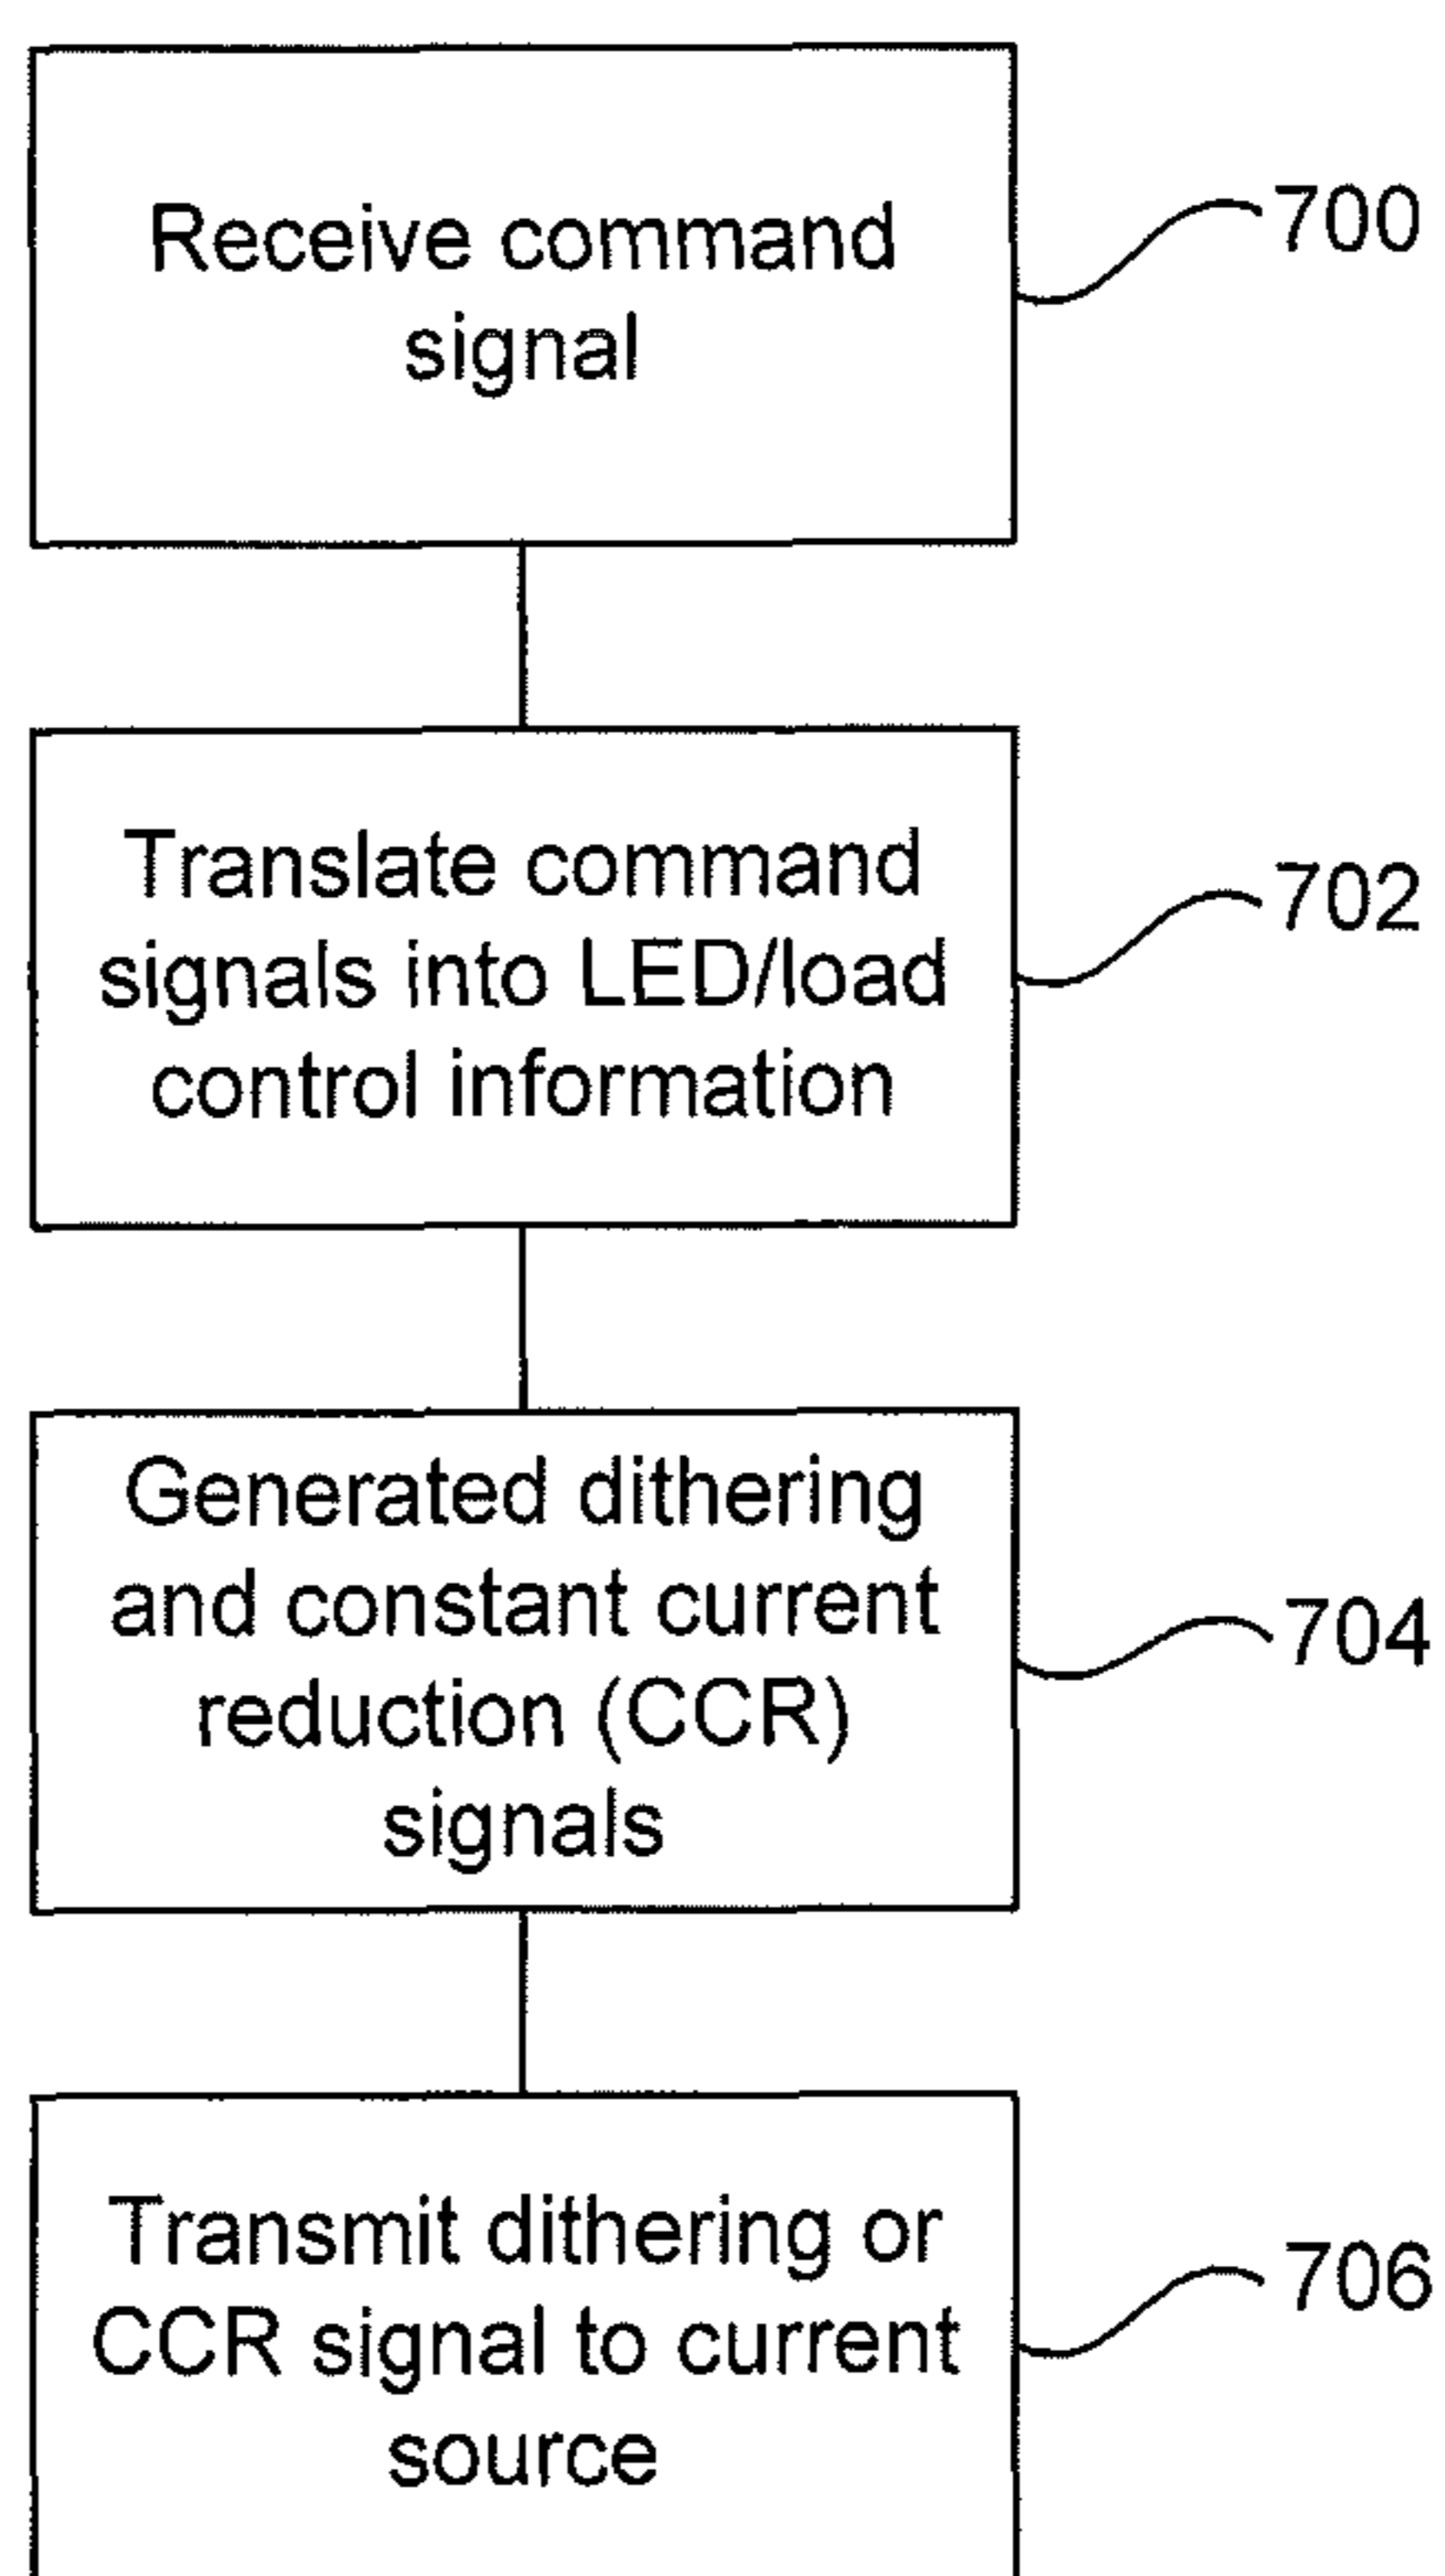 Receive command
signal
700
Translate command
signals into LED/load
control information
702
Generated dithering
and constant current
reduction (CCR)
signals
704
Transmit dithering or
CCR signal to current
source
706